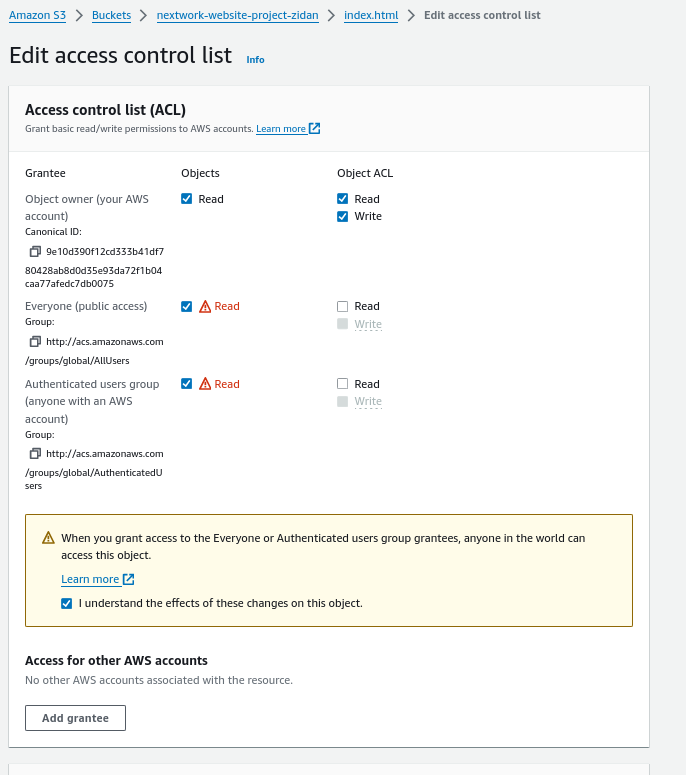 Amazon S3 > Buckets > nextwork-website-project-zidan > index.html > Edit access control list
Edit access control list Info
Access control list (ACL)
Grant basic read/write permissions to AWS accounts. Learn more
Grantee Objects Object ACL
Object owner (your AWS Read Read
account) Write
Canonical ID:
9e10d390f12cd333b41df7
80428ab8d0d35e93da72f1b04
caa77afedc7db0075
Everyone (public access) Read Read
Group: Write
http://acs.amazonaws.com
/groups/global/AllUsers
Authenticated users group Read Read
(anyone with an AWS Write
account)
Group:
http://acs.amazonaws.com
/groups/global/AuthenticatedU
sers
When you grant access to the Everyone or Authenticated users group grantees, anyone in the world can
access this object.
Learn more
I understand the effects of these changes on this object.
Access for other AWS accounts
No other AWS accounts associated with the resource.
Add grantee